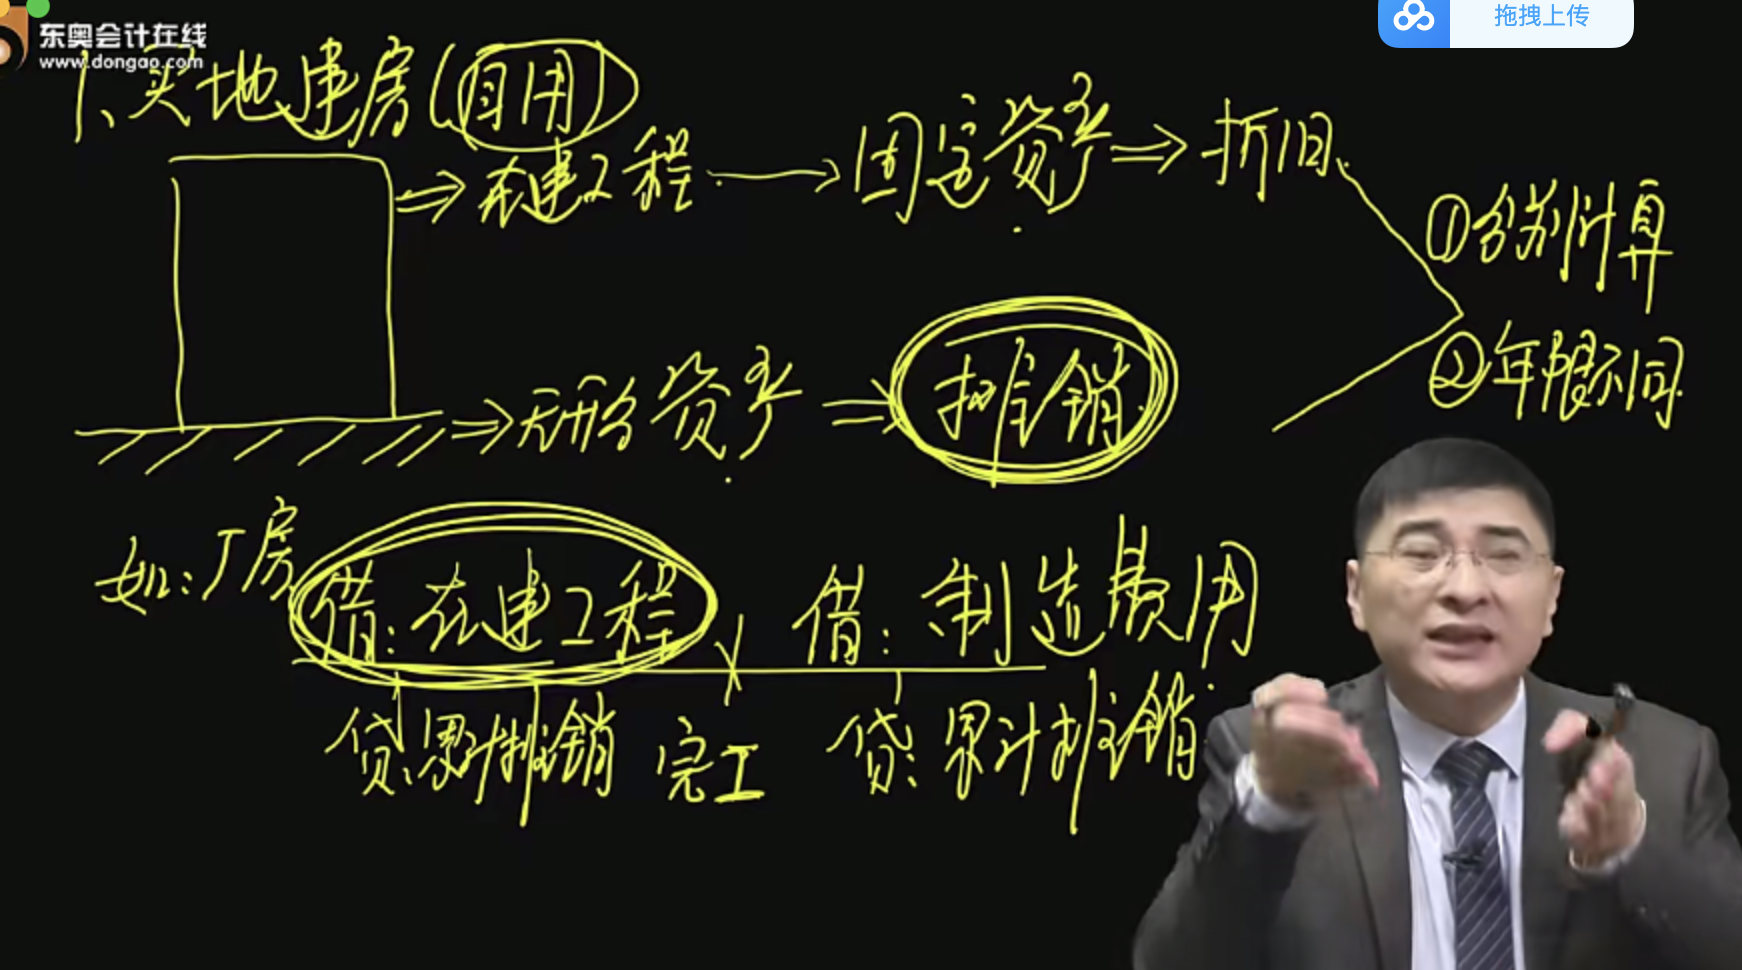 东奥会计在线
www.dongao.com
拖拽上传
1、买地建房(自用)
⇒在建工程→固定资产⇒折旧
①分别计算
②年限不同
⇒无形资产⇒摊销
如:厂房
借:在建工程 借:制造费用
贷:累计摊销 完工 贷:累计摊销